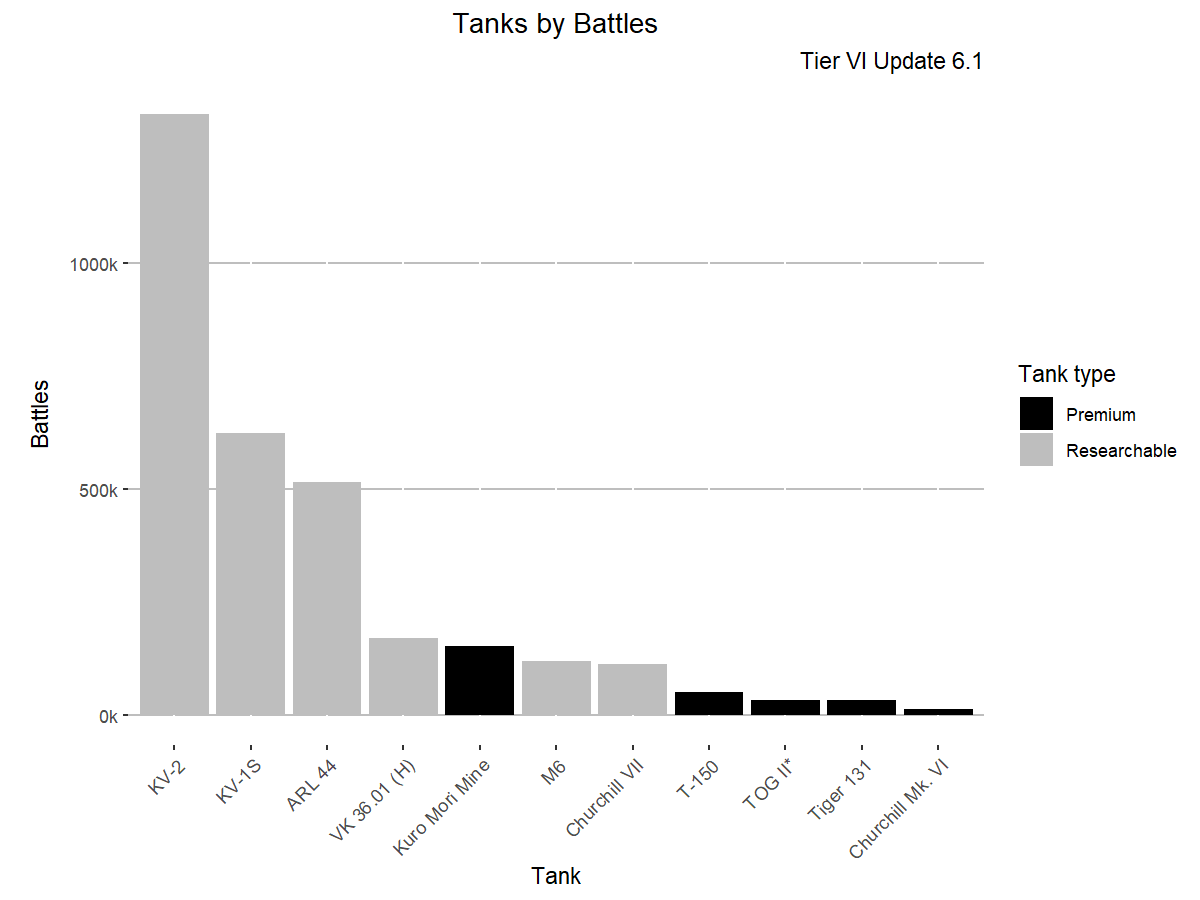 Tanks by Battles
Tier VI Update 6.1
1000k
500k
0k
Battles
KV-2
KV-1S
ARL 44
VK 36.01 (H)
Kuro Mori Mine
M6
Churchill VII
T-150
TOG II*
Tiger 131
Churchill Mk. VI
Tank
Tank type
Premium
Researchable